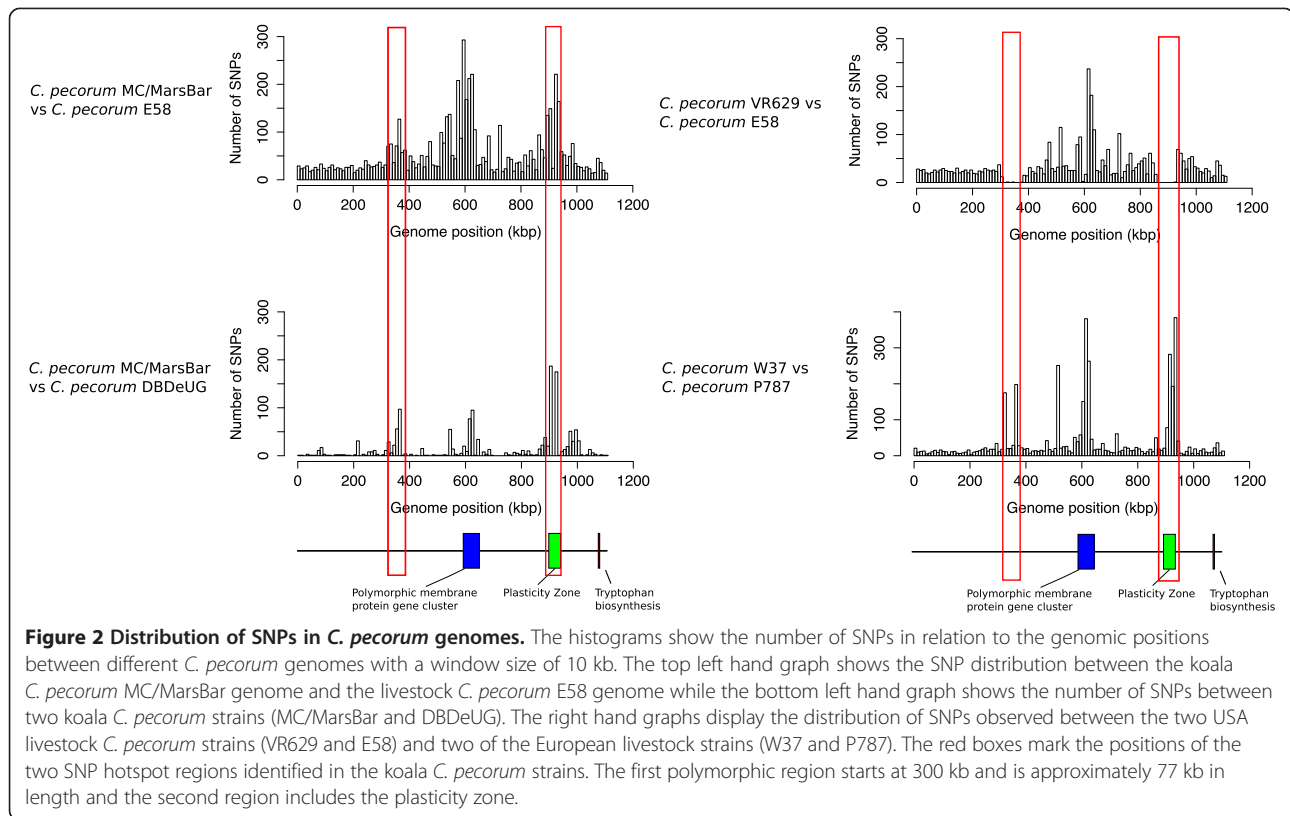 C. pecorum MC/MarsBar
vs C. pecorum E58
Number of SNPs
0
100
200
300
0 200 400 600 800 1000 1200
Genome position (kbp)
C. pecorum VR629 vs
C. pecorum E58
Number of SNPs
0
100
200
300
0 200 400 600 800 1000 1200
Genome position (kbp)
C. pecorum MC/MarsBar
vs C. pecorum DBDeUG
Number of SNPs
0
100
200
300
0 200 400 600 800 1000 1200
Genome position (kbp)
Polymorphic membrane
protein gene cluster
Plasticity Zone
Tryptophan
biosynthesis
C. pecorum W37 vs
C. pecorum P787
Number of SNPs
0
100
300
0 200 400 600 800 1000 1200
Genome position (kbp)
Polymorphic membrane
protein gene cluster
Plasticity Zone
Tryptophan
biosynthesis
Figure 2 Distribution of SNPs in C. pecorum genomes. The histograms show the number of SNPs in relation to the genomic positions
between different C. pecorum genomes with a window size of 10 kb. The top left hand graph shows the SNP distribution between the koala
C. pecorum MC/MarsBar genome and the livestock C. pecorum E58 genome while the bottom left hand graph shows the number of SNPs between
two koala C. pecorum strains (MC/MarsBar and DBDeUG). The right hand graphs display the distribution of SNPs observed between the two USA
livestock C. pecorum strains (VR629 and E58) and two of the European livestock strains (W37 and P787). The red boxes mark the positions of the
two SNP hotspot regions identified in the koala C. pecorum strains. The first polymorphic region starts at 300 kb and is approximately 77 kb in
length and the second region includes the plasticity zone.